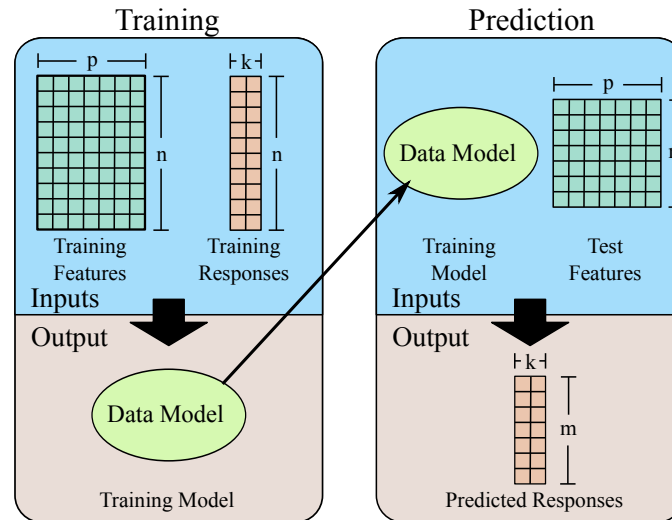 Training
p
k
n
n
Training
Features
Training
Responses
Inputs
Output
Data Model
Training Model
Prediction
p
Data Model
Training
Model
Test
Features
Inputs
Output
k
m
Predicted Responses